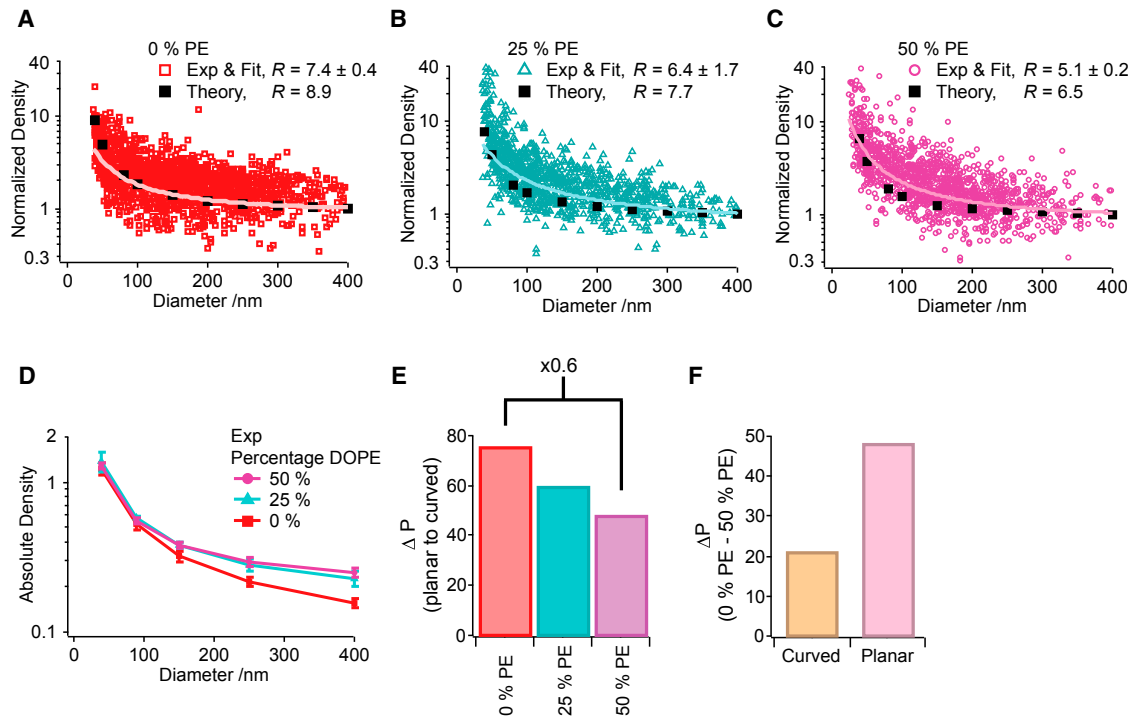 A
0 % PE
Exp & Fit, R = 7.4 ± 0.4
Theory, R = 8.9
Normalized Density
40
10
1
0.3
0 100 200 300 400
Diameter /nm
B
25 % PE
Exp & Fit, R = 6.4 ± 1.7
Theory, R = 7.7
Normalized Density
40
10
1
0.3
0 100 200 300 400
Diameter /nm
C
50 % PE
Exp & Fit, R = 5.1 ± 0.2
Theory, R = 6.5
Normalized Density
40
10
1
0.3
0 100 200 300 400
Diameter /nm
D
Exp
Percentage DOPE
50 %
25 %
0 %
Absolute Density
2
1
0.1
0 100 200 300 400
Diameter /nm
E
x0.6
Δ P
(planar to curved)
80
60
40
20
0
0 % PE
25 % PE
50 % PE
F
ΔP
(0 % PE - 50 % PE)
50
40
30
20
10
0
Curved Planar